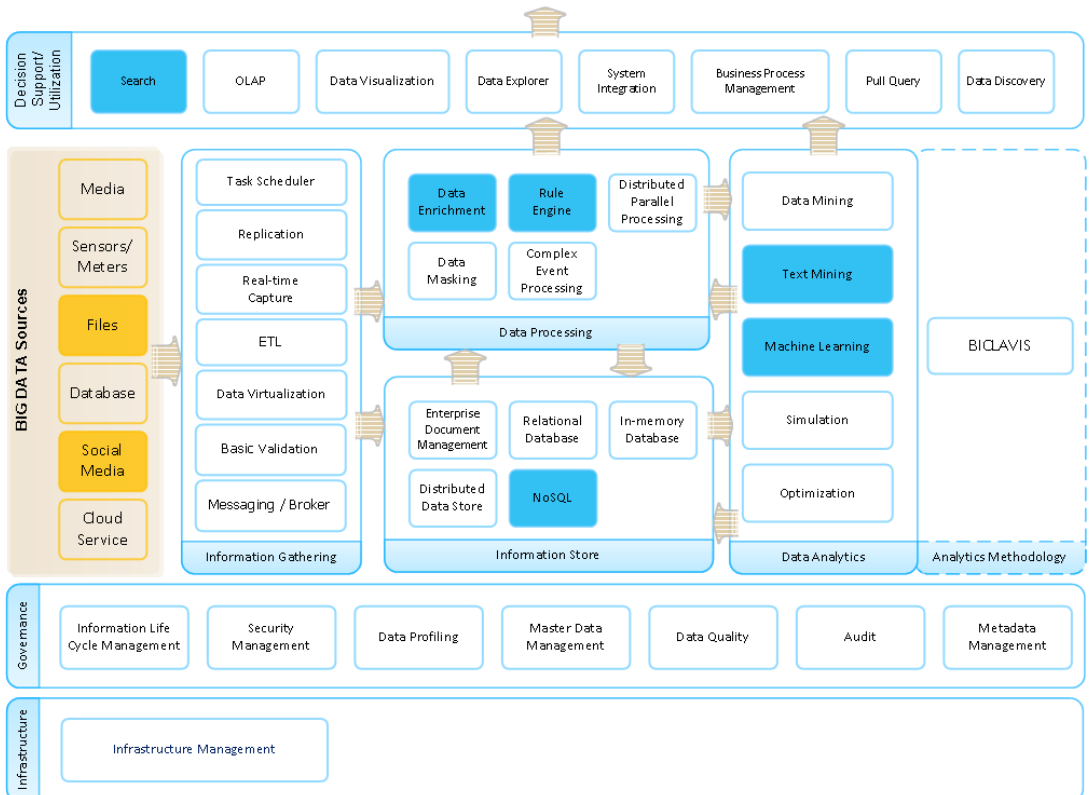 Decision
Support/
Utilization
Search
OLAP
Data Visualization
Data Explorer
System
Integration
Business Process
Management
Pull Query
Data Discovery
BIG DATA Sources
Media
Sensors/
Meters
Files
Database
Social
Media
Cloud
Service
Task Scheduler
Replication
Real-time
Capture
ETL
Data Virtualization
Basic Validation
Messaging / Broker
Information Gathering
Data
Enrichment
Rule
Engine
Distributed
Parallel
Processing
Data
Masking
Complex
Event
Processing
Data Processing
Enterprise
Document
Management
Relational
Database
In-memory
Database
Distributed
Data Store
NoSQL
Information Store
Data Mining
Text Mining
Machine Learning
Simulation
Optimization
Data Analytics
BICLAVIS
Analytics Methodology
Governance
Information Life
Cycle Management
Security
Management
Data Profiling
Master Data
Management
Data Quality
Audit
Metadata
Management
Infrastructure
Infrastructure Management